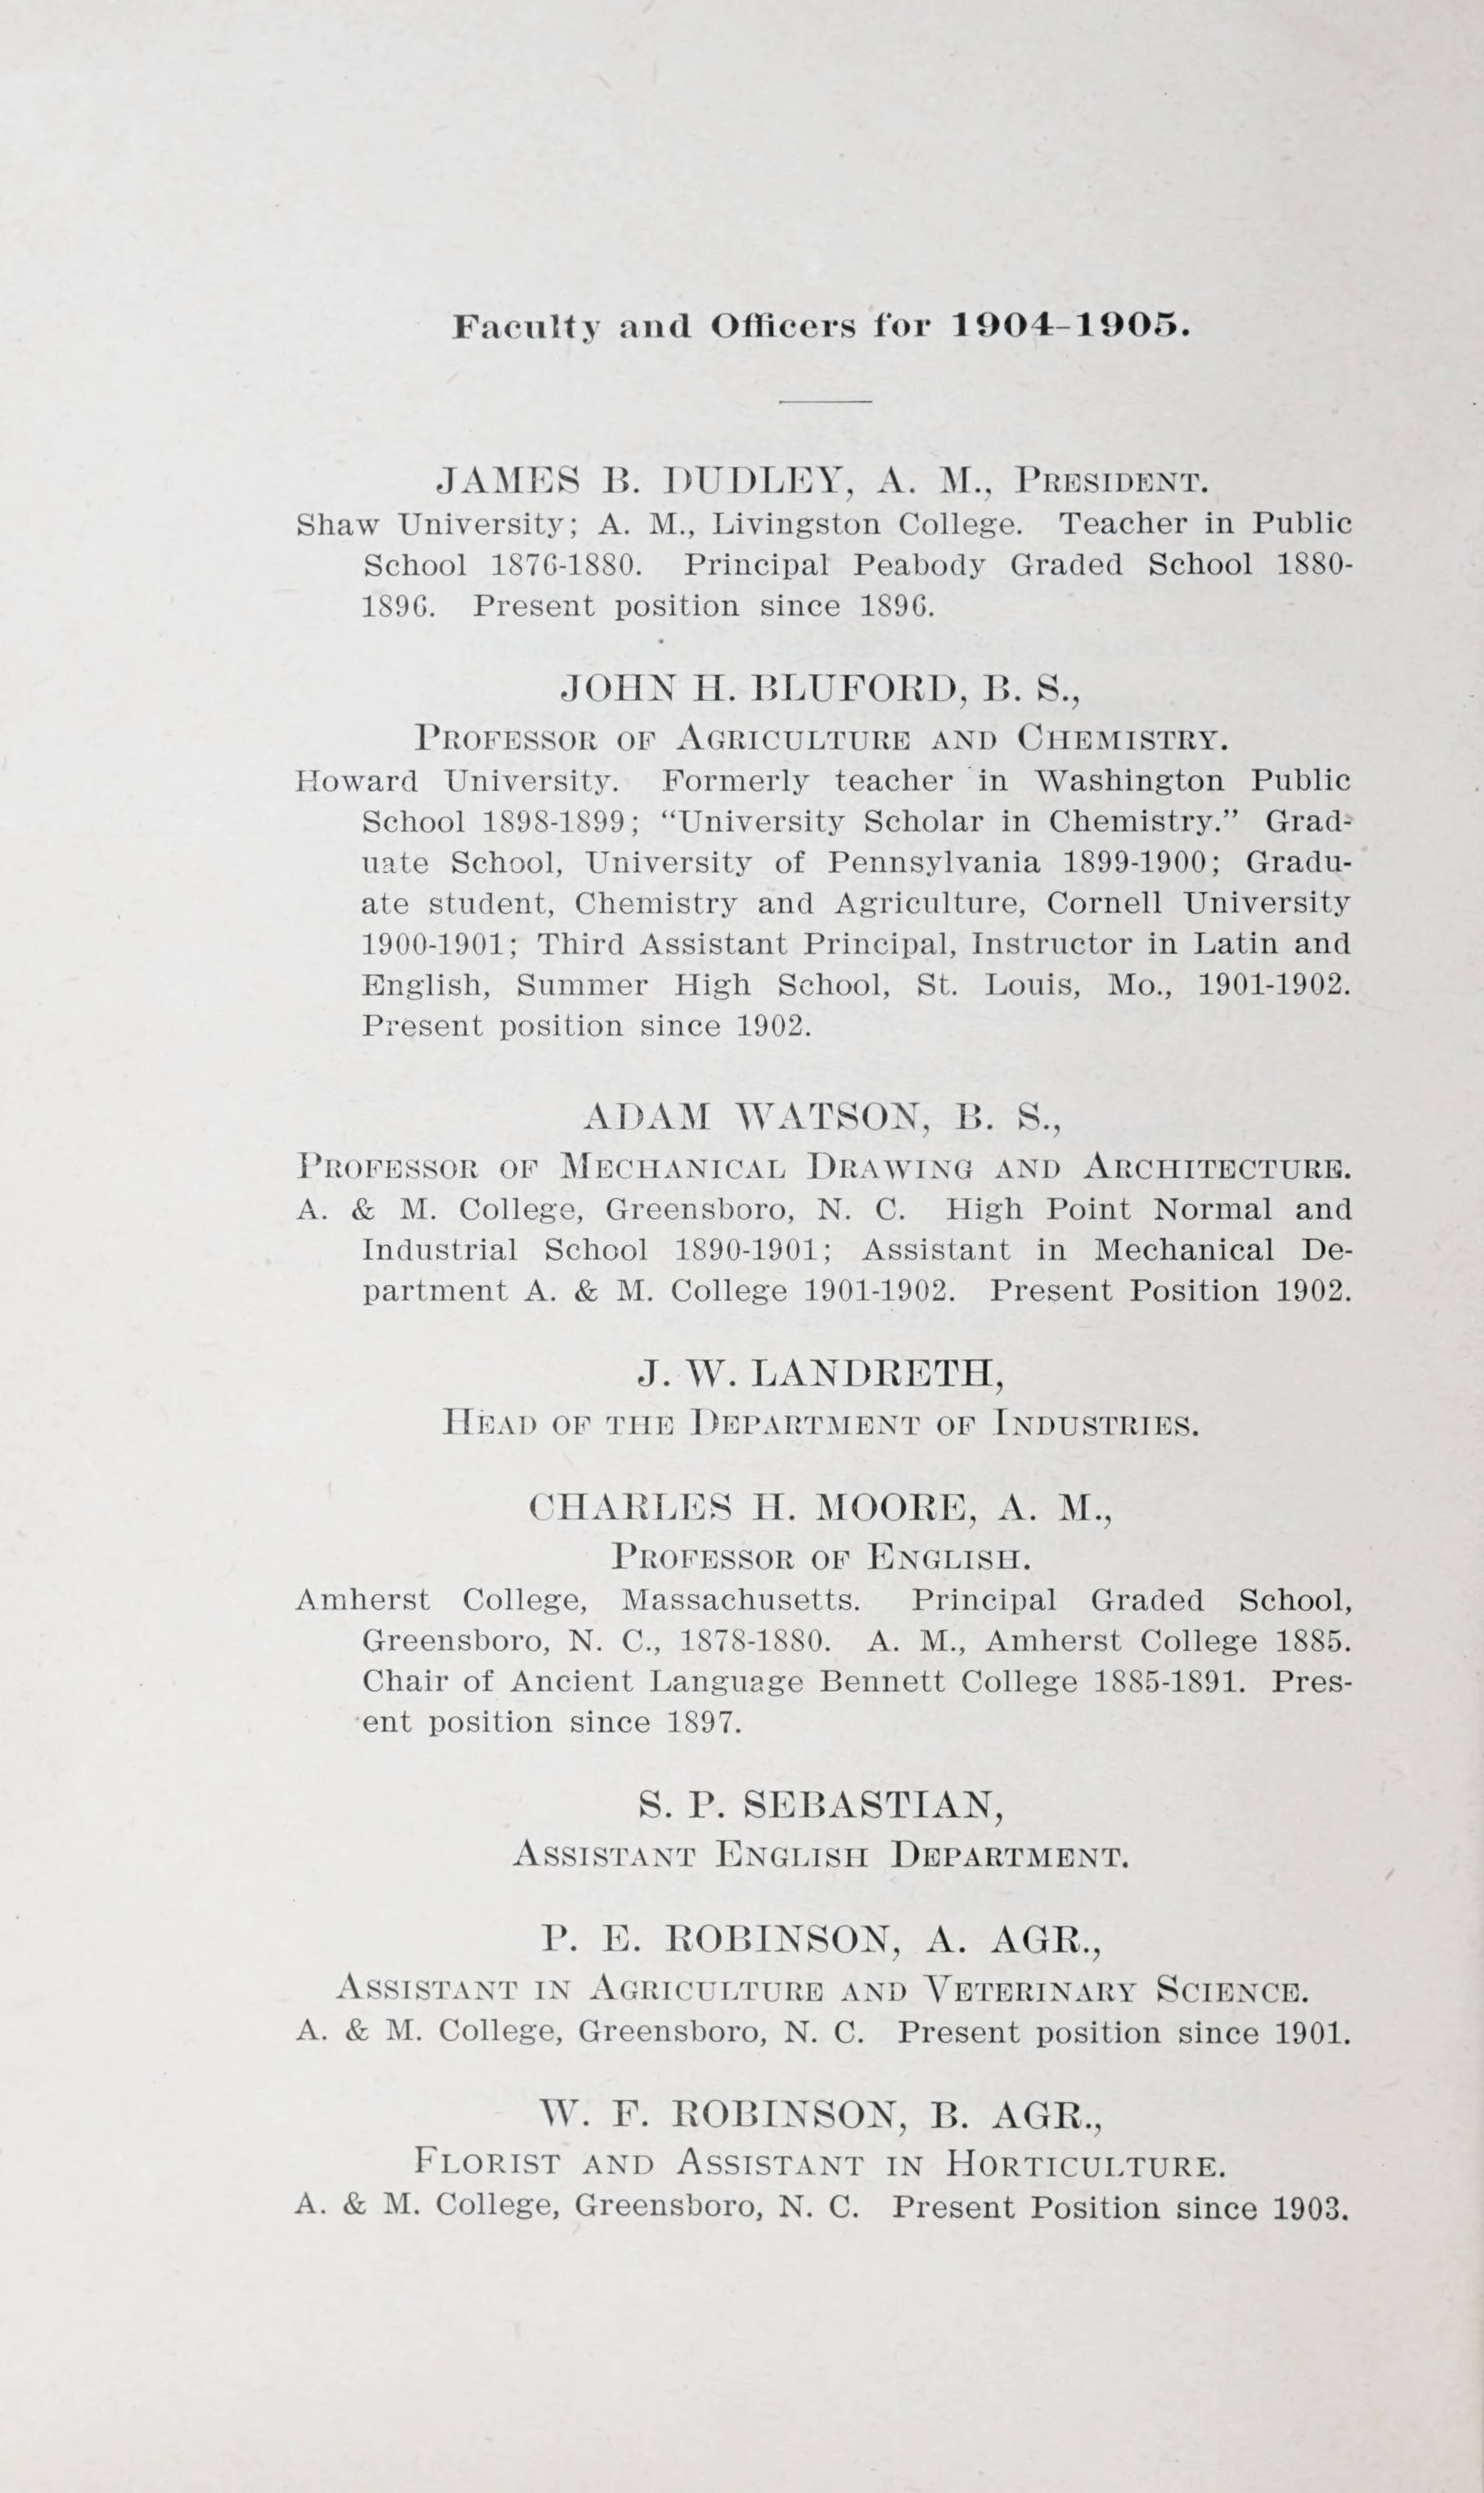 Faculty and Officers for 1904-1905.
JAMES B. DUDLEY, A. M., PRESIDENT.
Shaw University; A. M., Livingston College. Teacher in Public
School 1876-1880. Principal Peabody Graded School 1880-
1896. Present position since 1896.
JOHN H. BLUFORD, B. S.,
PROFESSOR OF AGRICULTURE AND CHEMISTRY.
Howard University. Formerly teacher in Washington Public
School 1898-1899; “University Scholar in Chemistry.” Grad-
uate School, University of Pennsylvania 1899-1900; Gradu-
ate student, Chemistry and Agriculture, Cornell University
1900-1901; Third Assistant Principal, Instructor in Latin and
English, Summer High School, St. Louis, Mo., 1901-1902.
Present position since 1902.
ADAM WATSON, B. S.,
PROFESSOR OF MECHANICAL DRAWING AND ARCHITECTURE.
A. & M. College, Greensboro, N. C. High Point Normal and
Industrial School 1890-1901; Assistant in Mechanical De-
partment A. & M. College 1901-1902. Present Position 1902.
J. W. LANDRETH,
HEAD OF THE DEPARTMENT OF INDUSTRIES.
CHARLES H. MOORE, A. M.,
PROFESSOR OF ENGLISH.
Amherst College, Massachusetts. Principal Graded School,
Greensboro, N. C., 1878-1880. A. M., Amherst College 1885.
Chair of Ancient Language Bennett College 1885-1891. Pres-
ent position since 1897.
S. P. SEBASTIAN,
ASSISTANT ENGLISH DEPARTMENT.
P. E. ROBINSON, A. AGR.,
ASSISTANT IN AGRICULTURE AND VETERINARY SCIENCE.
A. & M. College, Greensboro, N. C. Present position since 1901.
W. F. ROBINSON, B. AGR.,
FLORIST AND ASSISTANT IN HORTICULTURE.
A. & M. College, Greensboro, N. C. Present Position since 1903.